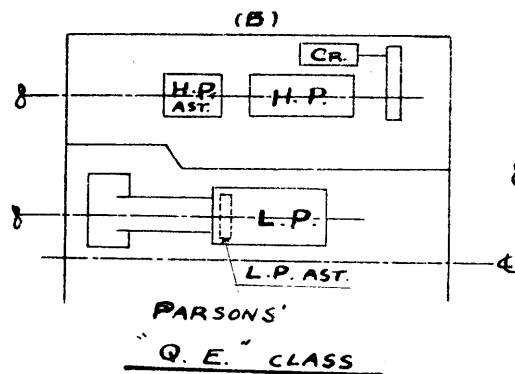 (B)
CR.
H.P.
AST.
H.P.
L.P.
L.P. AST.
PARSONS'
"Q. E." CLASS